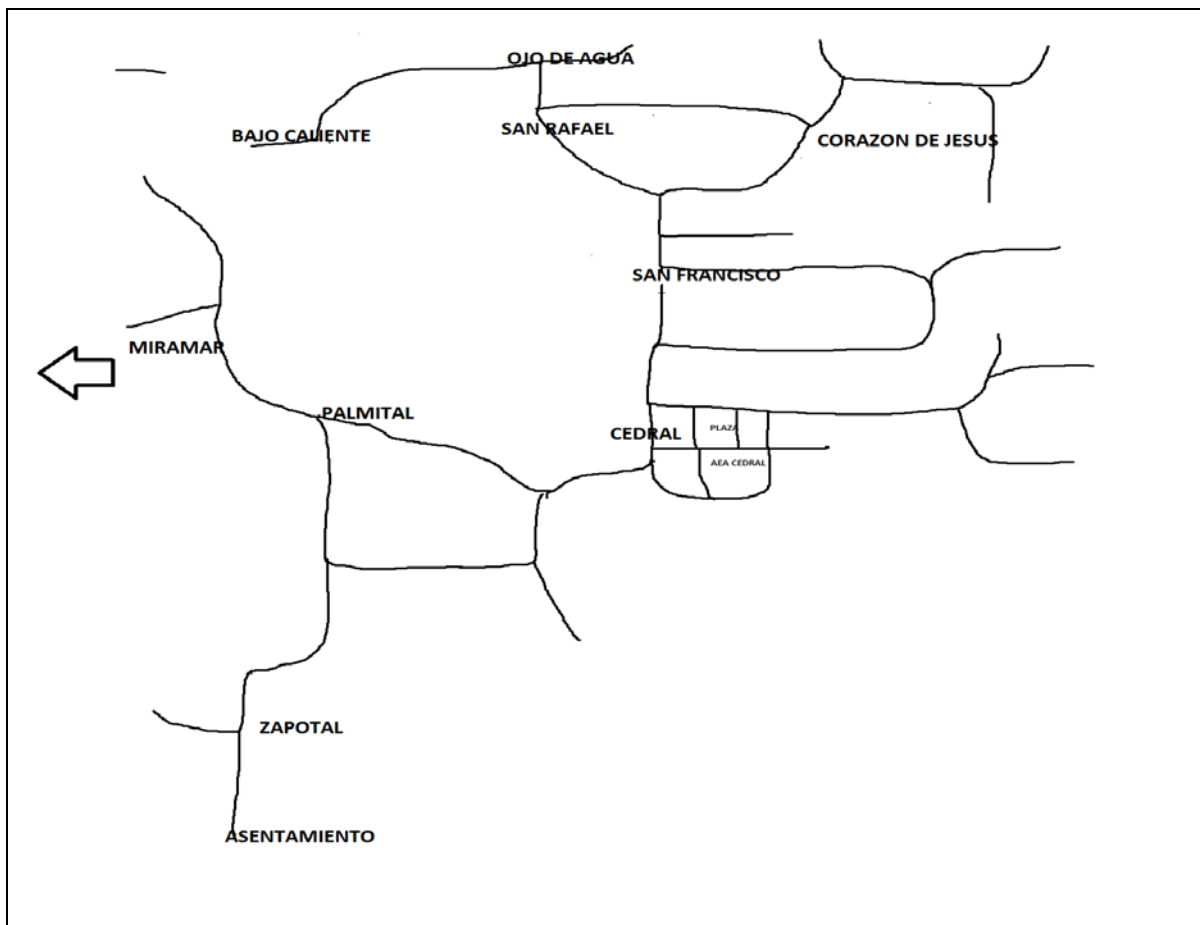 OJO DE AGUA
BAJO CALIENTE
SAN RAFAEL
CORAZON DE JESUS
SAN FRANCISCO
MIRAMAR
PALMITAL
CEDRAL
PLAZA
AEA CEDRAL
ZAPOTAL
ASENTAMIENTO